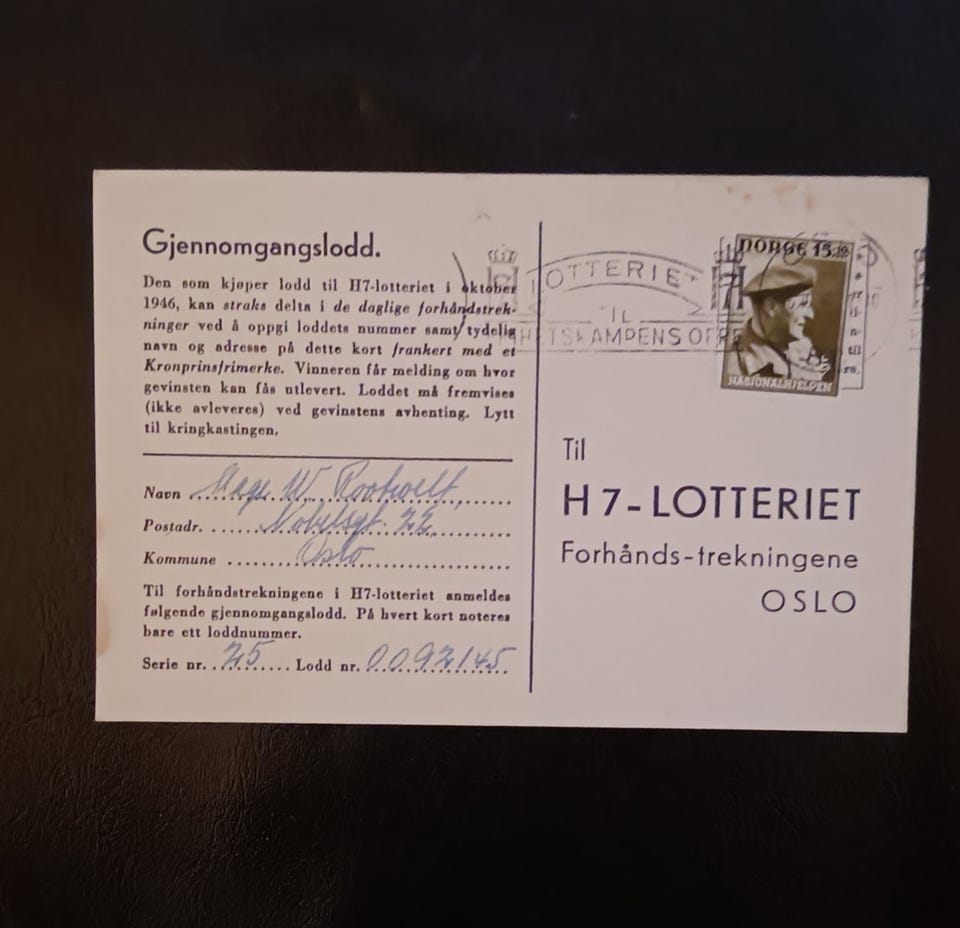 Gjennomgangslodd.
Den som kjøper lodd til H7-lotteriet i oktober
1946, kan straks delta i de daglige forhåndstrek-
ninger ved å oppgi loddets nummer samt tydelig
navn og adresse på dette kort frankert med et
Kronprinsfrimerke. Vinneren får melding om hvor
gevinsten kan fås utlevert. Loddet må fremvises
(ikke avleveres) ved gevinstens avhenting. Lytt
til kringkastingen.
Navn W.
Postadr. Nobelsgt. 22
Kommune Oslo
Til forhåndstrekningene i H7-lotteriet anmeldes
følgende gjennomgangslodd. På hvert kort noteres
bare ett loddnummer.
Serie nr. 25 Lodd nr. 0092145
LOTTERIET
TIL
NORGE 15
NASJONALHJELPEN
Til
H 7-LOTTERIET
Forhånds-trekningene
OSLO